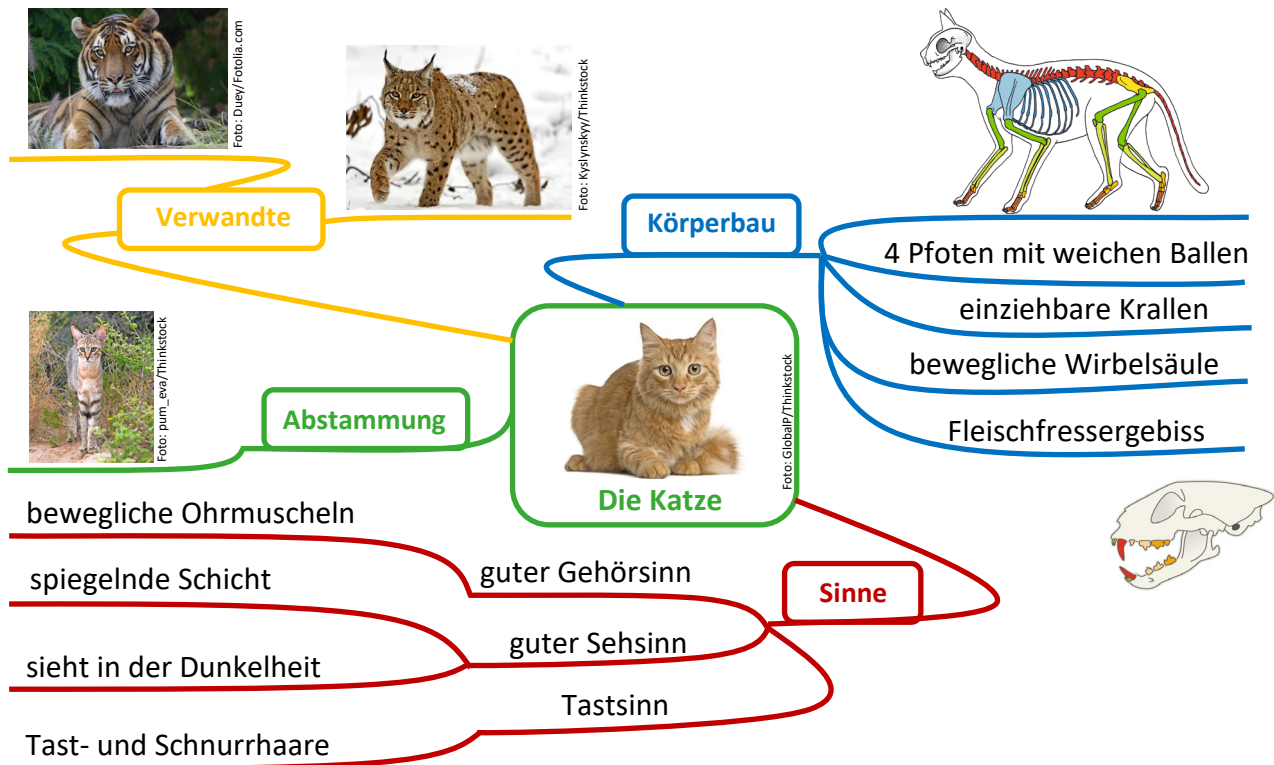 Foto: Duey/Fotolia.com
Foto: Kyslynskyy/Thinkstock
Verwandte
Körperbau
4 Pfoten mit weichen Ballen
einziehbare Krallen
bewegliche Wirbelsäule
Fleischfressergebiss
Foto: pum_eva/Thinkstock
Abstammung
Foto: GlobalP/Thinkstock
Die Katze
bewegliche Ohrmuscheln
guter Gehörsinn
spiegelnde Schicht
Sinne
guter Sehsinn
sieht in der Dunkelheit
Tastsinn
Tast- und Schnurrhaare